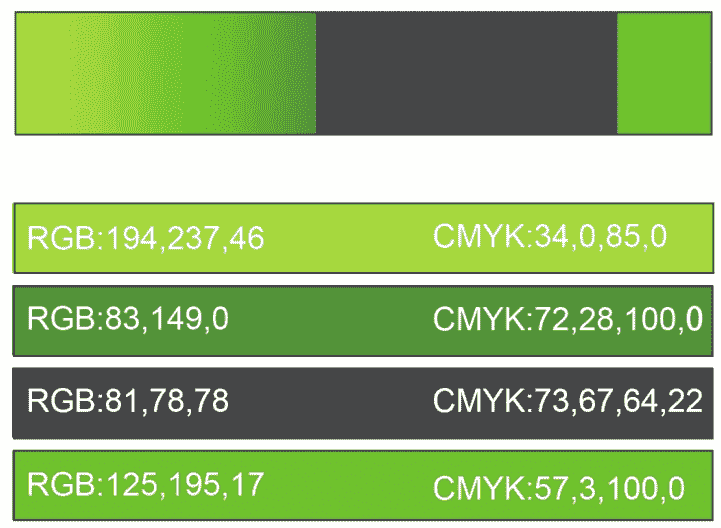 RGB:194,237,46 CMYK:34,0,85,0
RGB:83,149,0 CMYK:72,28,100,0
RGB:81,78,78 CMYK:73,67,64,22
RGB:125,195,17 CMYK:57,3,100,0